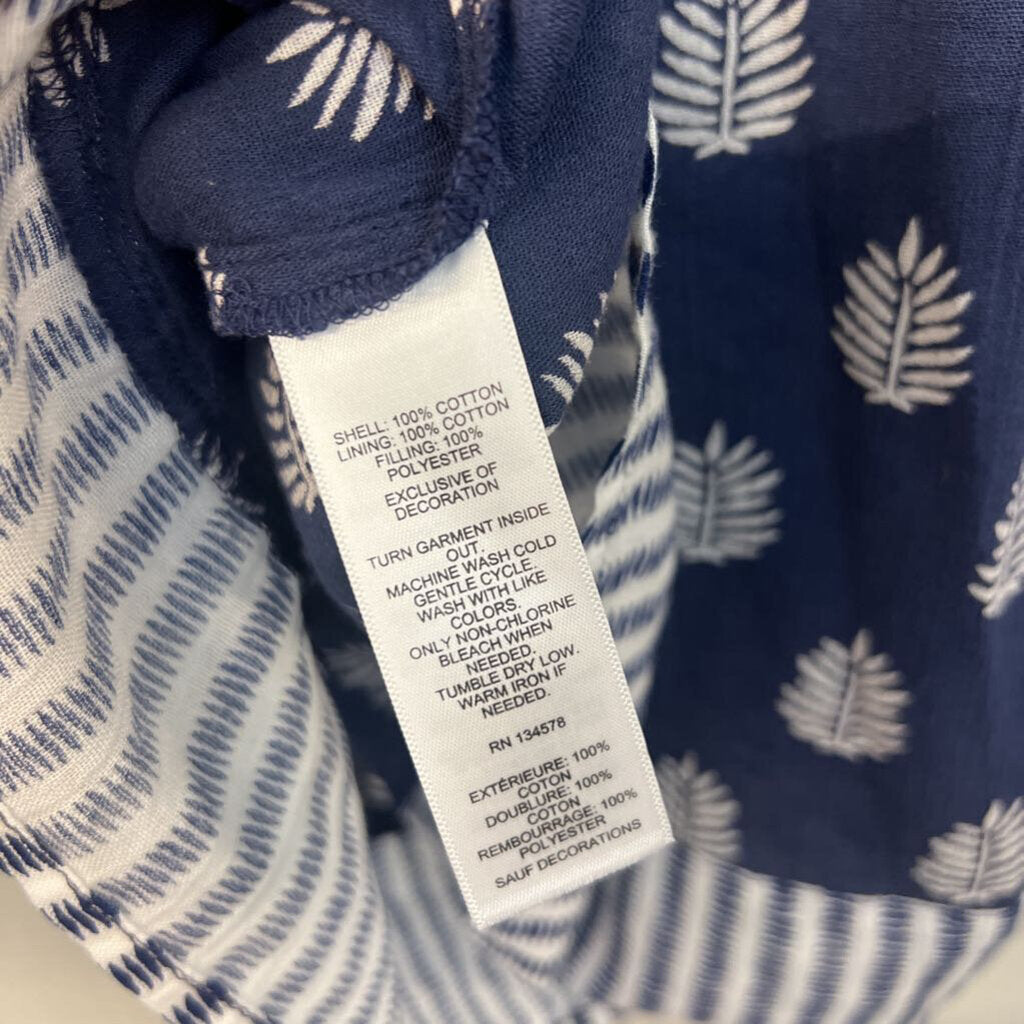 SHELL: 100% COTTON
LINING: 100% COTTON
FILLING: 100%
POLYESTER
EXCLUSIVE OF
DECORATION
TURN GARMENT INSIDE
OUT.
MACHINE WASH COLD
GENTLE CYCLE.
WASH WITH LIKE
COLORS.
ONLY NON-CHLORINE
BLEACH WHEN
NEEDED.
TUMBLE DRY LOW.
WARM IRON IF
NEEDED.
RN 134578
EXTÉRIEURE: 100%
COTON
DOUBLURE: 100%
COTON
REMBOURRAGE: 100%
POLYESTER
SAUF DECORATIONS